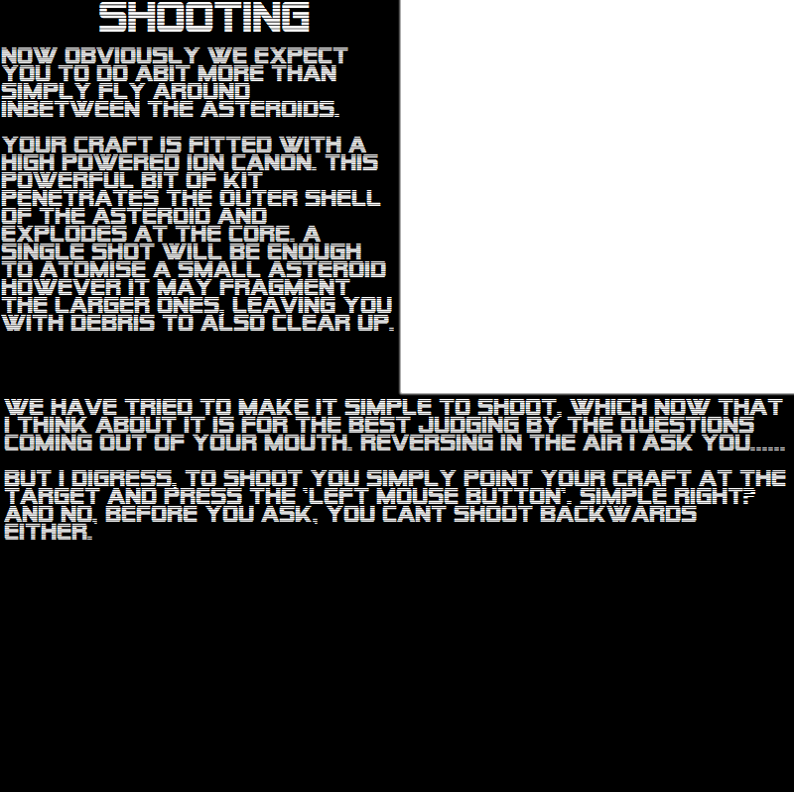 SHOOTING
NOW OBVIOUSLY WE EXPECT
YOU TO DO ABIT MORE THAN
SIMPLY FLY AROUND
INBETWEEN THE ASTEROIDS.
YOUR CRAFT IS FITTED WITH A
HIGH POWERED ION CANON. THIS
POWERFUL BIT OF KIT
PENETRATES THE OUTER SHELL
OF THE ASTEROID AND
EXPLODES AT THE CORE. A
SINGLE SHOT WILL BE ENOUGH
TO ATOMISE A SMALL ASTEROID
HOWEVER IT MAY FRAGMENT
THE LARGER ONES, LEAVING YOU
WITH DEBRIS TO ALSO CLEAR UP.
WE HAVE TRIED TO MAKE IT SIMPLE TO SHOOT, WHICH NOW THAT
I THINK ABOUT IT IS FOR THE BEST JUDGING BY THE QUESTIONS
COMING OUT OF YOUR MOUTH. REVERSING IN THE AIR I ASK YOU......
BUT I DIGRESS, TO SHOOT YOU SIMPLY POINT YOUR CRAFT AT THE
TARGET AND PRESS THE 'LEFT MOUSE BUTTON'. SIMPLE RIGHT?
AND NO, BEFORE YOU ASK, YOU CANT SHOOT BACKWARDS
EITHER.